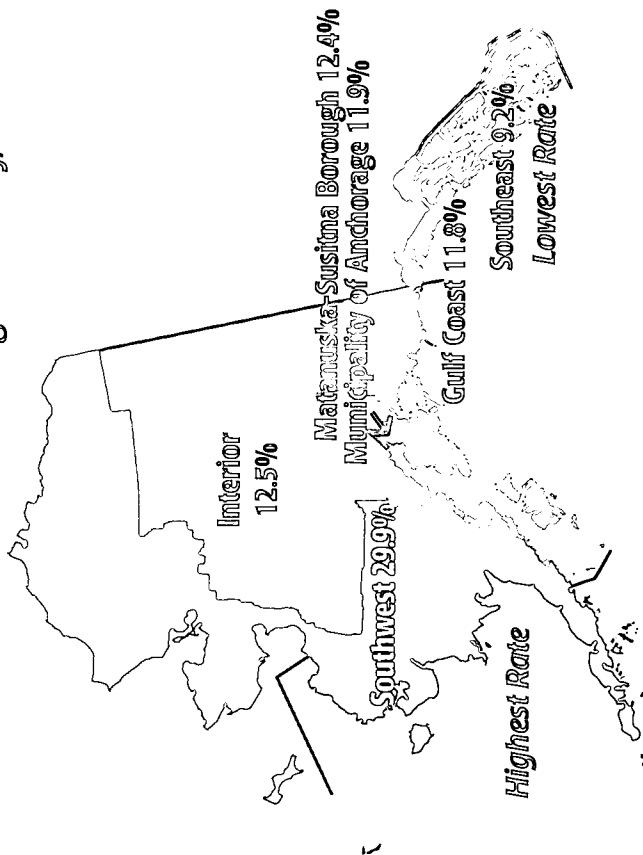 Interior
12.5%
Matanuska-Susitna Borough 12.4%
Municipality of Anchorage 11.9%
Southwest 29.9%
Gulf Coast 11.8%
Southeast 9.2%
Highest Rate
Lowest Rate